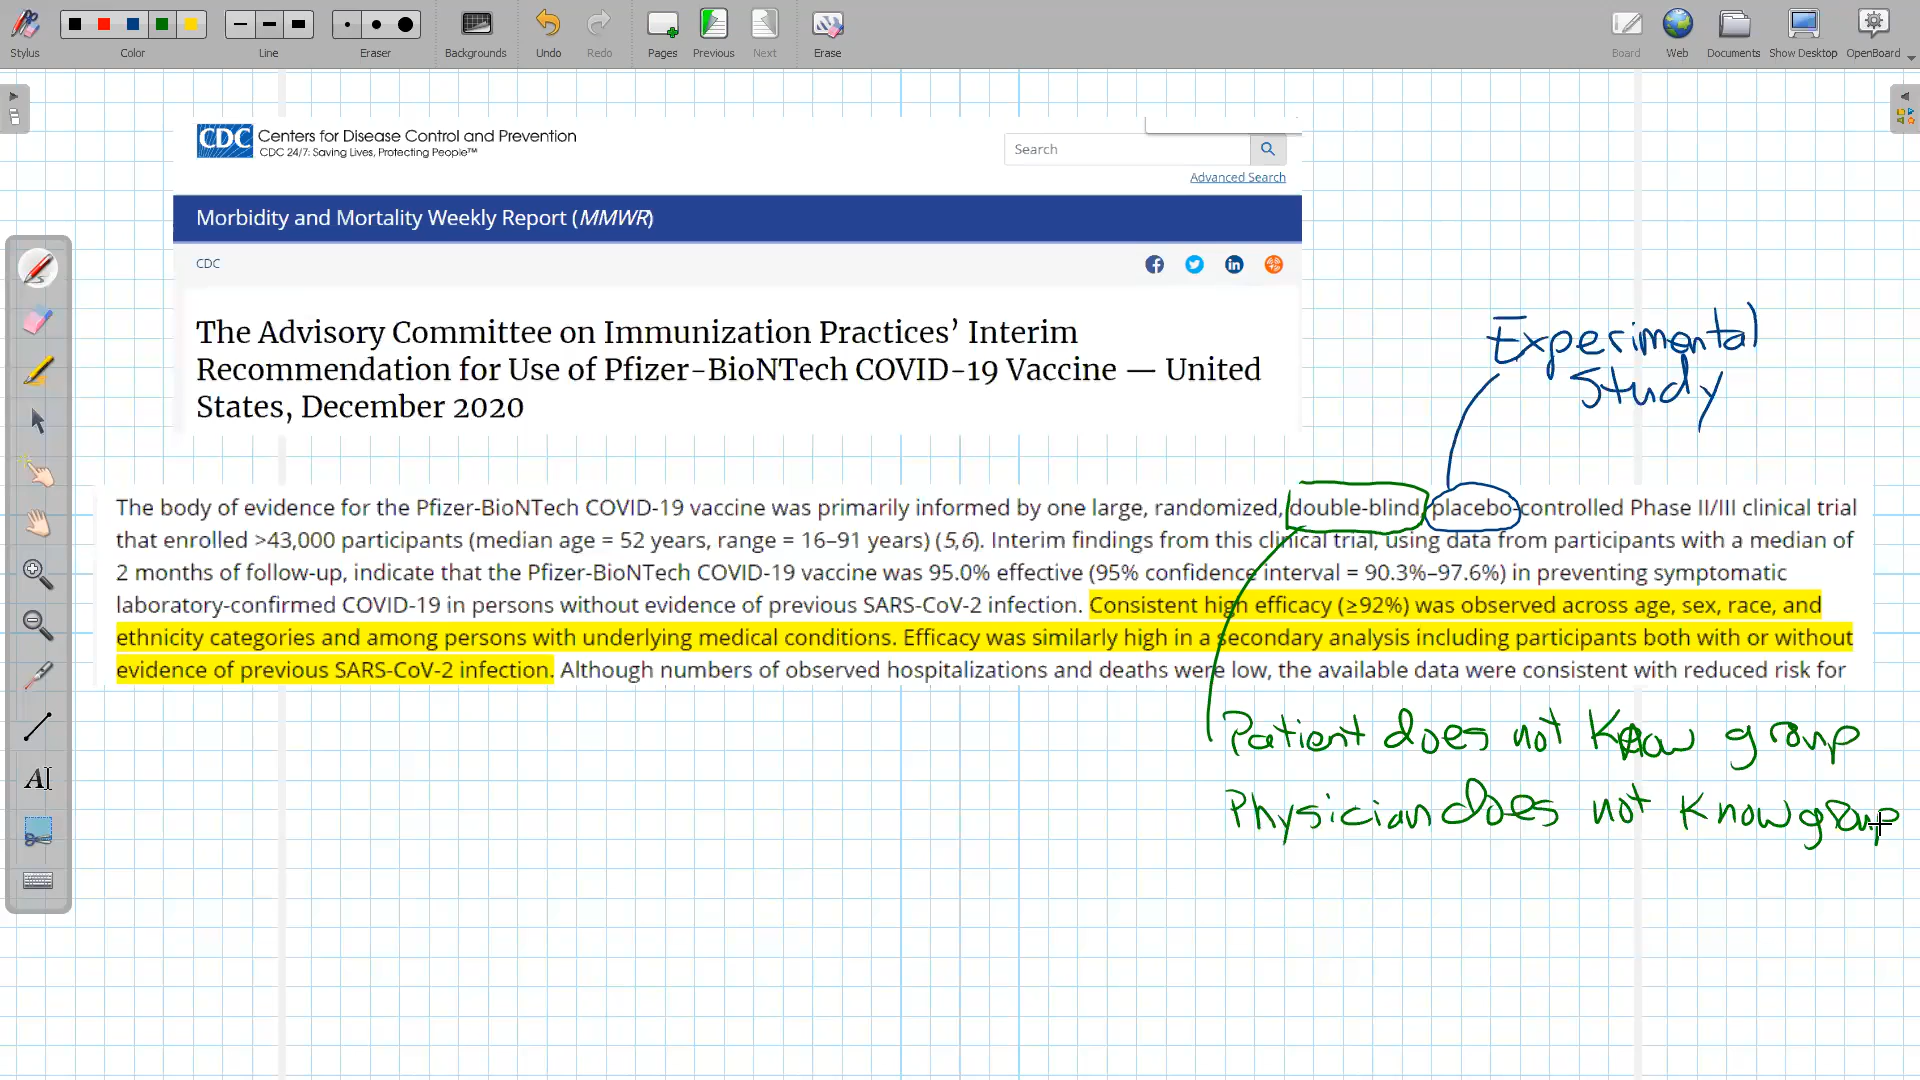 Stylus
Color
Line
Eraser
Backgrounds
Undo
Redo
Pages
Previous
Next
Erase
Board
Web
Documents
Show Desktop
OpenBoard
CDC Centers for Disease Control and Prevention
CDC 24/7: Saving Lives, Protecting People™
Search
Advanced Search
Morbidity and Mortality Weekly Report (MMWR)
CDC
The Advisory Committee on Immunization Practices’ Interim
Recommendation for Use of Pfizer-BioNTech COVID-19 Vaccine — United
States, December 2020
Experimental
Study
The body of evidence for the Pfizer-BioNTech COVID-19 vaccine was primarily informed by one large, randomized, double-blind, placebo-controlled Phase II/III clinical trial
that enrolled >43,000 participants (median age = 52 years, range = 16–91 years) (5,6). Interim findings from this clinical trial, using data from participants with a median of
2 months of follow-up, indicate that the Pfizer-BioNTech COVID-19 vaccine was 95.0% effective (95% confidence interval = 90.3%–97.6%) in preventing symptomatic
laboratory-confirmed COVID-19 in persons without evidence of previous SARS-CoV-2 infection. Consistent high efficacy (≥92%) was observed across age, sex, race, and
ethnicity categories and among persons with underlying medical conditions. Efficacy was similarly high in a secondary analysis including participants both with or without
evidence of previous SARS-CoV-2 infection. Although numbers of observed hospitalizations and deaths were low, the available data were consistent with reduced risk for
Patient does not Know group
Physician does not Know group